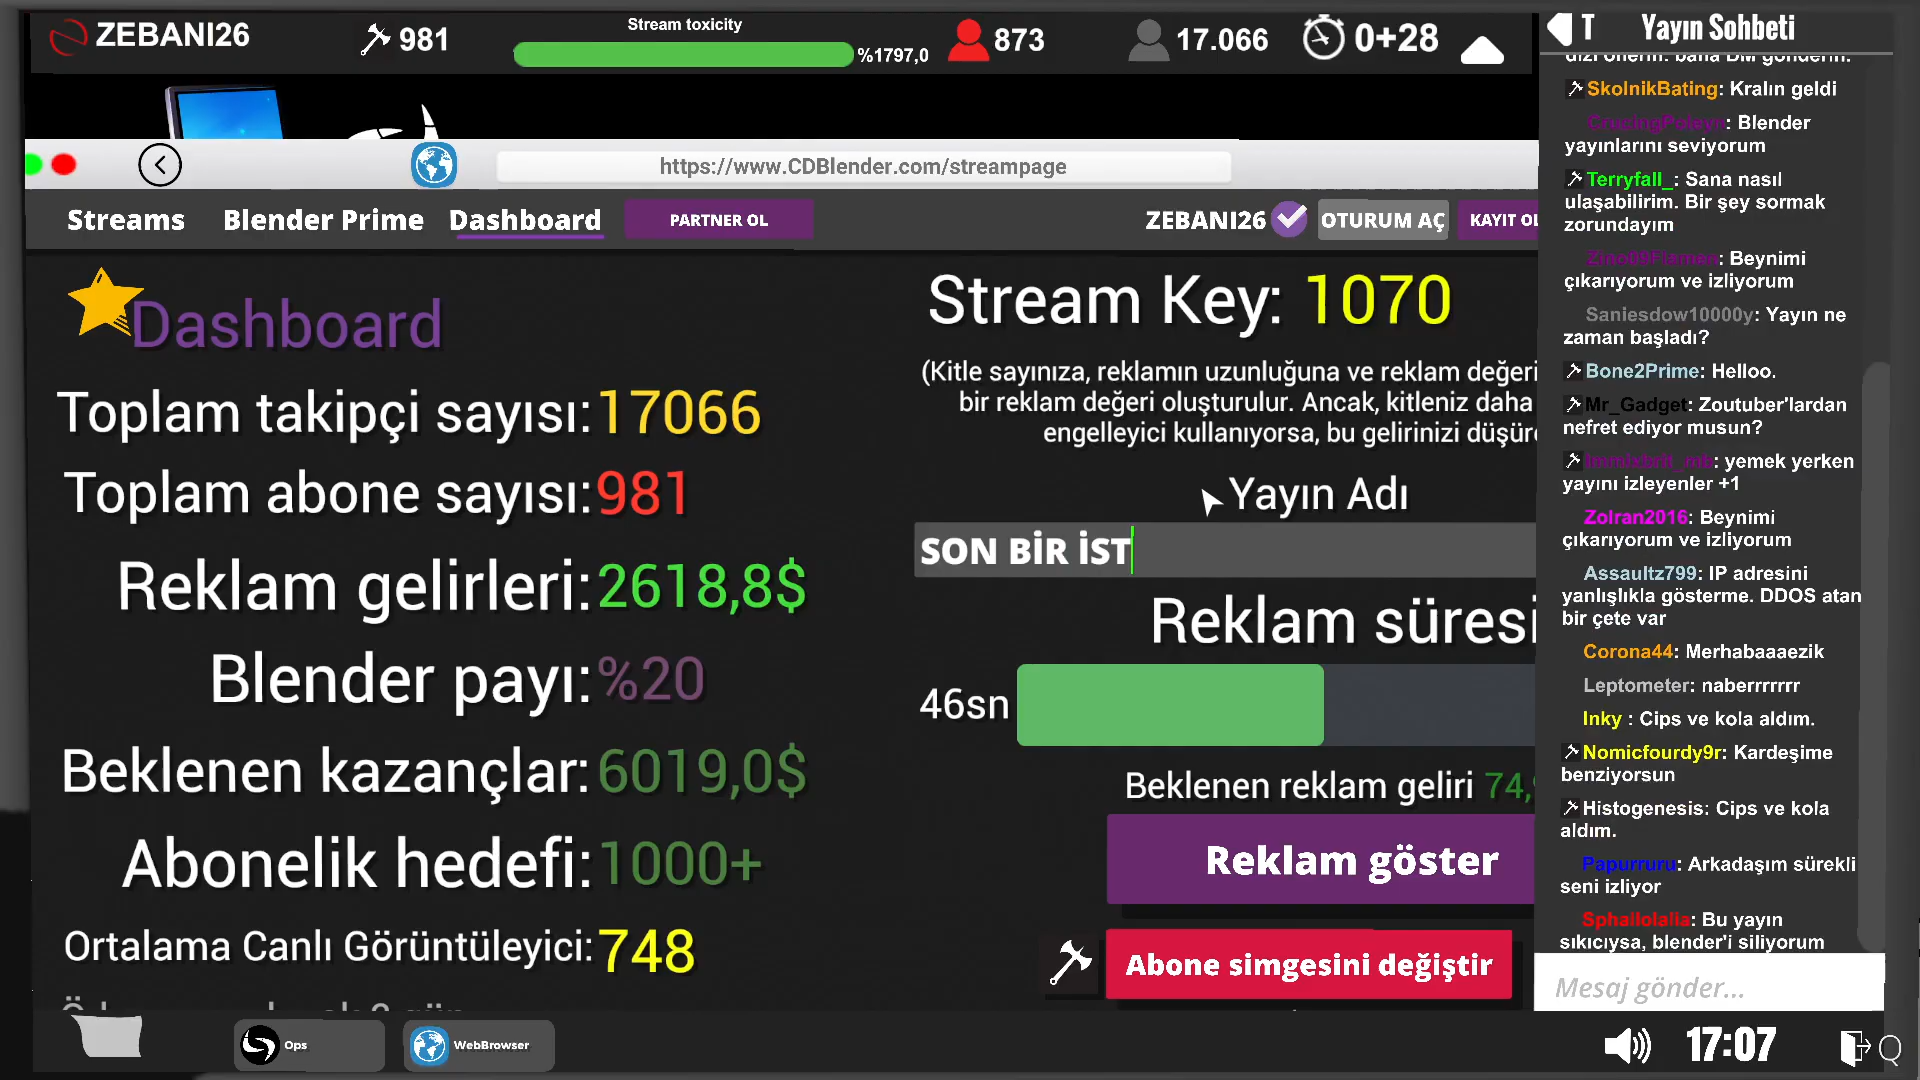 ZEBANI26
981
Stream toxicity
%1797,0
873
17.066
0+28
T
Yayın Sohbeti
https://www.CDBlender.com/streampage
Streams
Blender Prime
Dashboard
PARTNER OL
ZEBANI26
OTURUM AÇ
KAYIT OL
Dashboard
Toplam takipçi sayısı:17066
Toplam abone sayısı:981
Reklam gelirleri:2618,8$
Blender payı:%20
Beklenen kazançlar:6019,0$
Abonelik hedefi:1000+
Ortalama Canlı Görüntüleyici:748
Stream Key: 1070
(Kitle sayınıza, reklamın uzunluğuna ve reklam değeri
bir reklam değeri oluşturulur. Ancak, kitleniz daha
engelleyici kullanıyorsa, bu gelirinizi düşür
Yayın Adı
SON BİR İST
Reklam süresi
46sn
Beklenen reklam geliri 74,
Reklam göster
Abone simgesini değiştir
dizi önerin. bana DM gönderin.
SkolnikBating: Kralın geldi
: Blender
yayınlarını seviyorum
Terryfall_: Sana nasıl
ulaşabilirim. Bir şey sormak
zorundayım
: Beynimi
çıkarıyorum ve izliyorum
Saniesdow10000y: Yayın ne
zaman başladı?
Bone2Prime: Helloo.
Mr_Gadget: Zoutuber'lardan
nefret ediyor musun?
: yemek yerken
yayını izleyenler +1
Zolran2016: Beynimi
çıkarıyorum ve izliyorum
Assaultz799: IP adresini
yanlışlıkla gösterme. DDOS atan
bir çete var
Corona44: Merhabaaaezik
Leptometer: naberrrrrrr
Inky : Cips ve kola aldım.
Nomicfourdy9r: Kardeşime
benziyorsun
Histogenesis: Cips ve kola
aldım.
Papurruru: Arkadaşım sürekli
seni izliyor
Sphallolalia: Bu yayın
sıkıcıysa, blender'i siliyorum
Mesaj gönder...
Ops
WebBrowser
17:07
Q